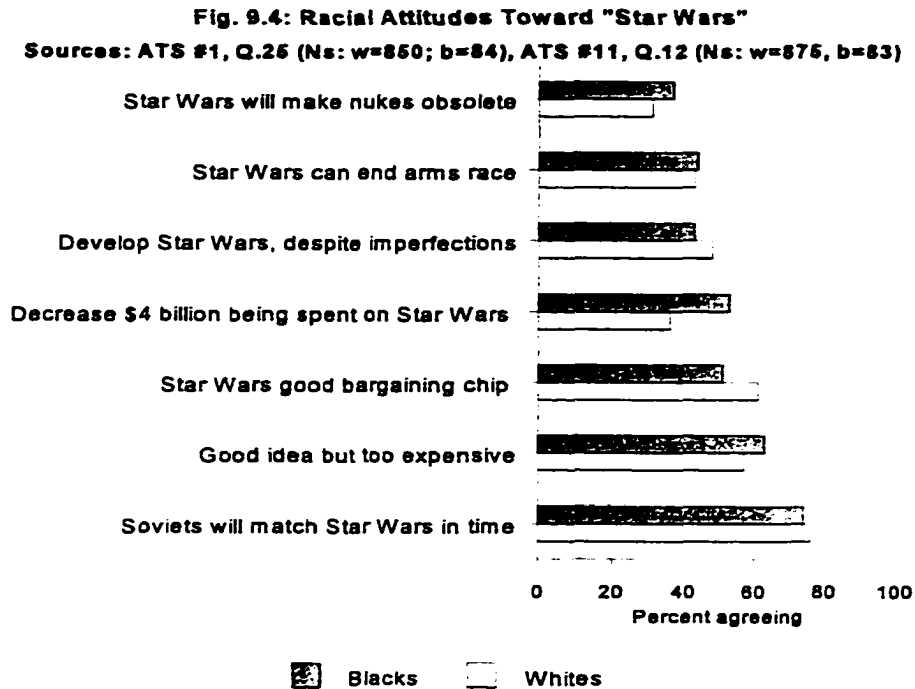 Fig. 9.4: Racial Attitudes Toward "Star Wars"
Sources: ATS #1, Q.25 (Ns: w=850; b=84), ATS #11, Q.12 (Ns: w=875, b=83)
Star Wars will make nukes obsolete
Star Wars can end arms race
Develop Star Wars, despite imperfections
Decrease $4 billion being spent on Star Wars
Star Wars good bargaining chip
Good idea but too expensive
Soviets will match Star Wars in time
0 20 40 60 80 100
Percent agreeing
Blacks Whites